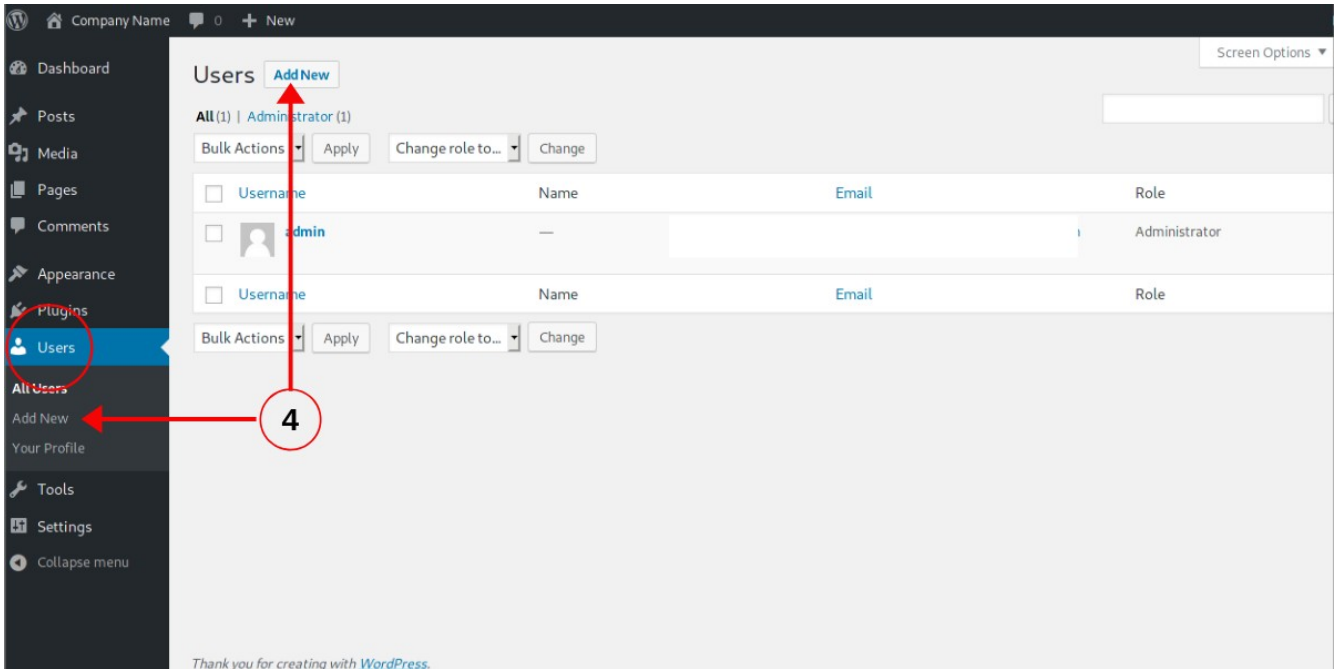 Company Name 0 + New
Screen Options ▼
Dashboard
Posts
Media
Pages
Comments
Appearance
Plugins
Users
All Users
Add New
Your Profile
Tools
Settings
Collapse menu
Users Add New
All (1) | Administrator (1)
Bulk Actions Apply Change role to... Change
Username Name Email Role
admin — Administrator
Username Name Email Role
Bulk Actions Apply Change role to... Change
4
Thank you for creating with WordPress.